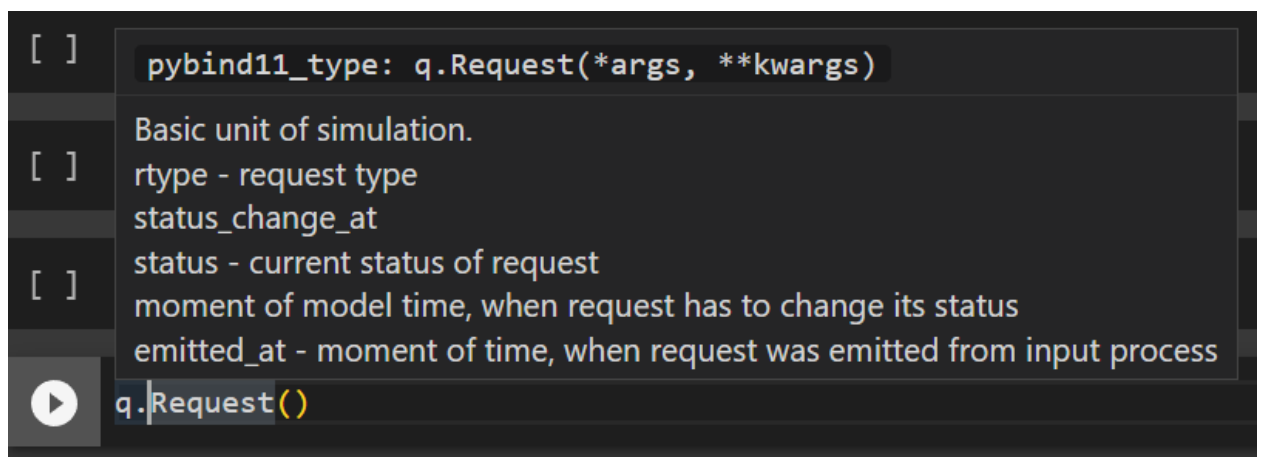 [ ]
pybind11_type: q.Request(*args, **kwargs)
Basic unit of simulation.
[ ]
rtype - request type
status_change_at
status - current status of request
[ ]
moment of model time, when request has to change its status
emitted_at - moment of time, when request was emitted from input process
q.Request()